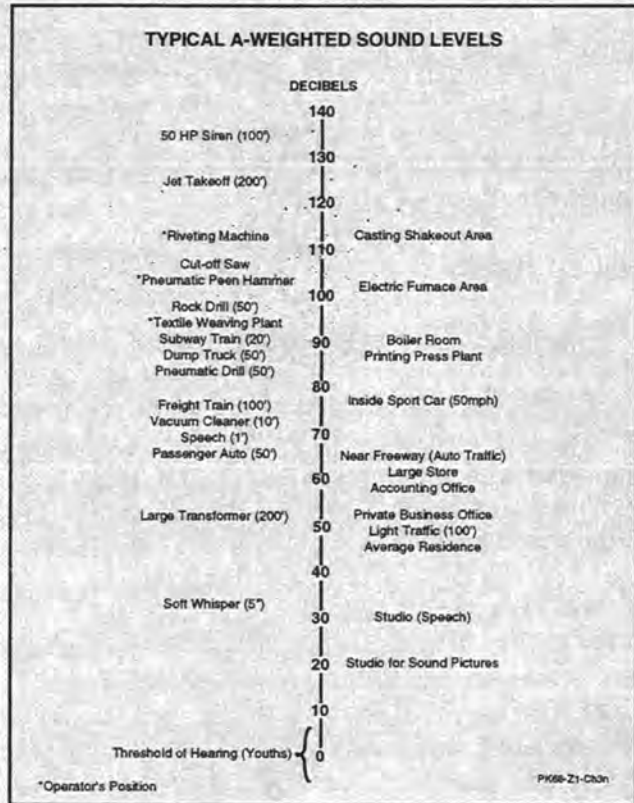 TYPICAL A-WEIGHTED SOUND LEVELS
DECIBELS
140
50 HP Siren (100')
130
Jet Takeoff (200')
120
*Riveting Machine
Casting Shakeout Area
110
Cut-off Saw
*Pneumatic Peen Hammer
Electric Furnace Area
100
Rock Drill (50')
*Textile Weaving Plant
Subway Train (20')
Dump Truck (50')
Pneumatic Drill (50')
90
Boiler Room
Printing Press Plant
80
Freight Train (100')
Vacuum Cleaner (10')
Speech (1')
Passenger Auto (50')
Inside Sport Car (50mph)
70
Near Freeway (Auto Traffic)
Large Store
Accounting Office
60
Large Transformer (200')
50
Private Business Office
Light Traffic (100')
Average Residence
40
Soft Whisper (5")
30
Studio (Speech)
20
Studio for Sound Pictures
10
Threshold of Hearing (Youths)
0
*Operator's Position
PK66-Z1-Ch3n